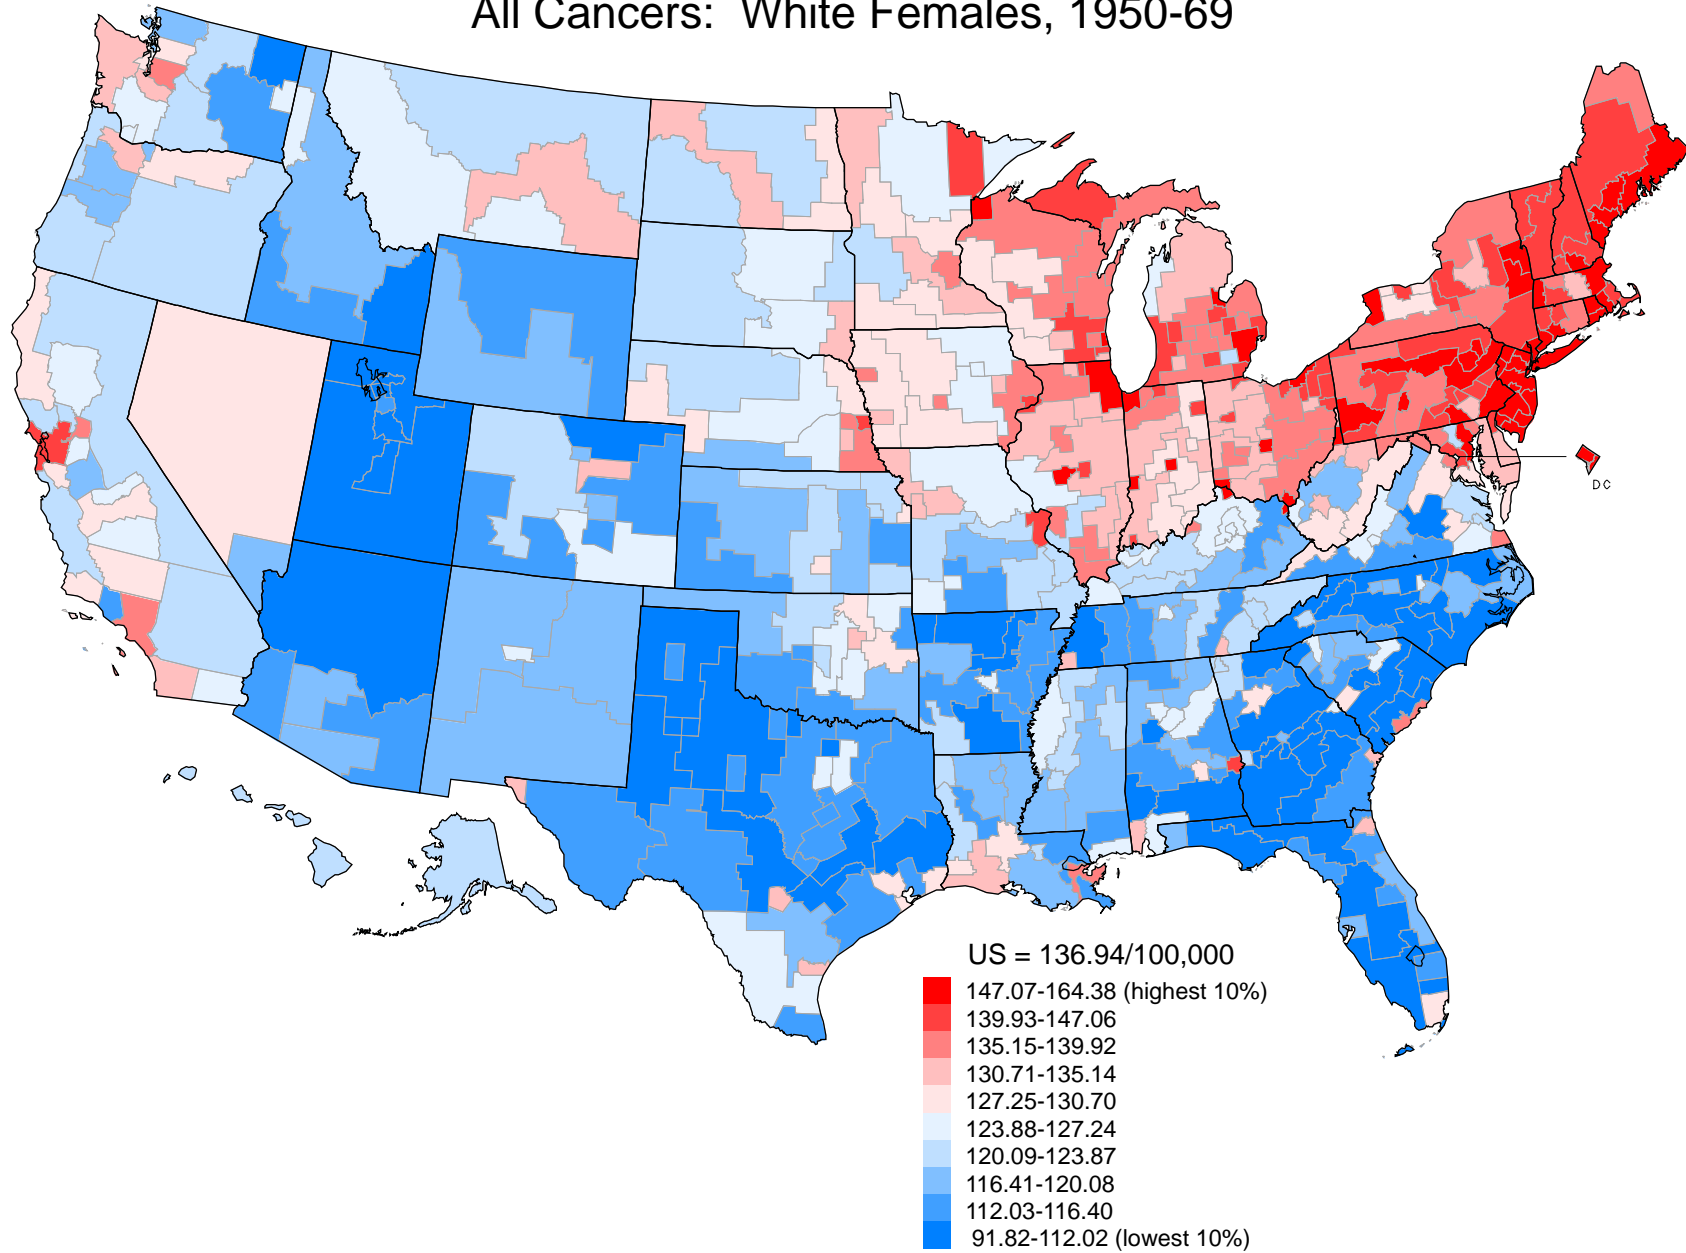 All Cancers: White Females, 1950-69
DC
US = 136.94/100,000
147.07-164.38 (highest 10%)
139.93-147.06
135.15-139.92
130.71-135.14
127.25-130.70
123.88-127.24
120.09-123.87
116.41-120.08
112.03-116.40
91.82-112.02 (lowest 10%)